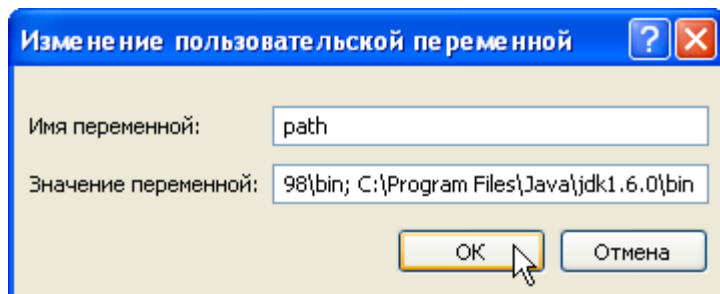 Изменение пользовательской переменной
Имя переменной: path
Значение переменной: 98\bin; C:\Program Files\Java\jdk1.6.0\bin
OK Отмена